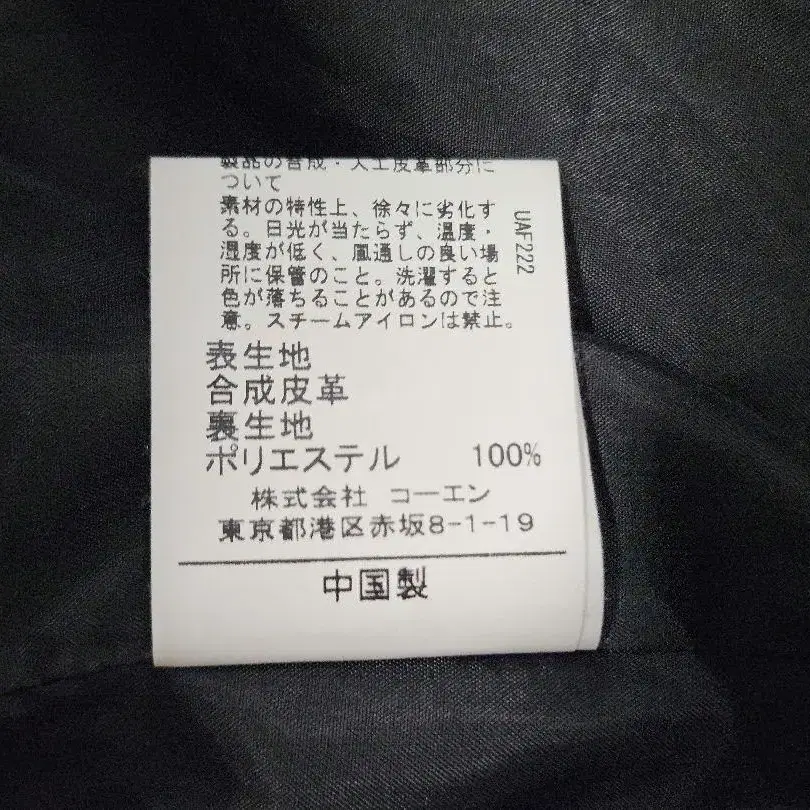 製品の合成・人工皮革部分に
ついて
素材の特性上、徐々に劣化す
る。日光が当たらず、温度・
湿度が低く、風通しの良い場
所に保管のこと。洗濯すると
色が落ちることがあるので注
意。スチームアイロンは禁止。
UAF222
表生地
合成皮革
裏生地
ポリエステル 100%
株式会社 コーエン
東京都港区赤坂8-1-19
中国製